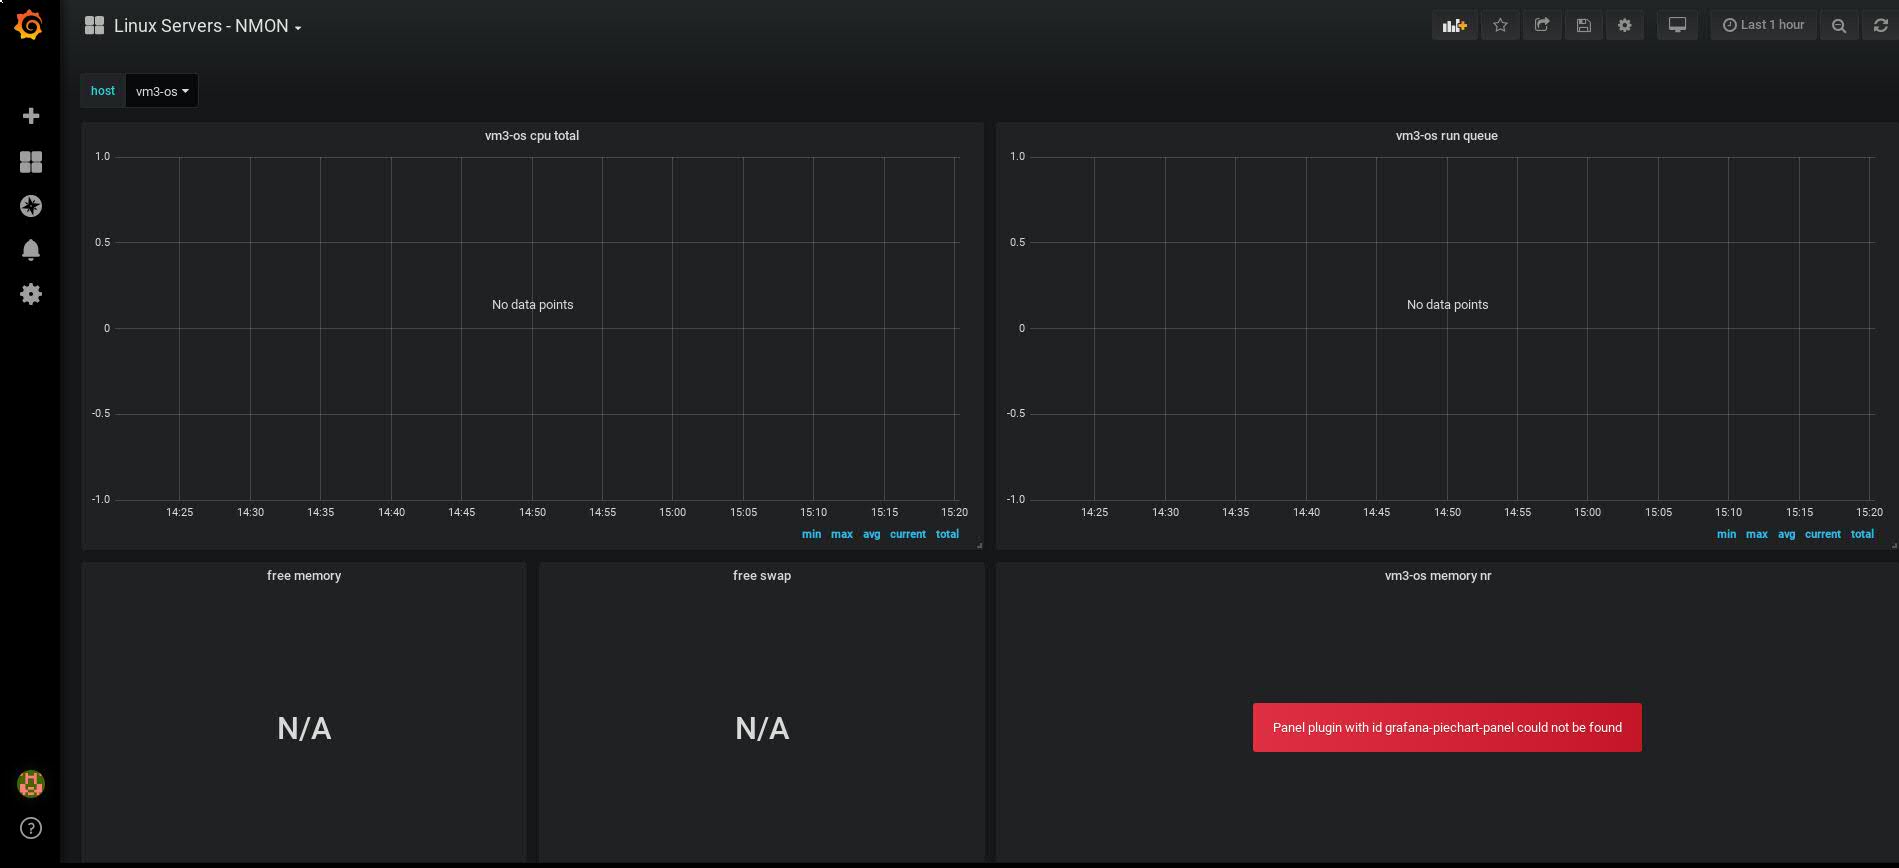 Linux Servers - NMON
Last 1 hour
host vm3-os
vm3-os cpu total
1.0
0.5
No data points
0
-0.5
-1.0
14:25 14:30 14:35 14:40 14:45 14:50 14:55 15:00 15:05 15:10 15:15 15:20
min max avg current total
vm3-os run queue
1.0
0.5
No data points
0
-0.5
-1.0
14:25 14:30 14:35 14:40 14:45 14:50 14:55 15:00 15:05 15:10 15:15 15:20
min max avg current total
free memory
N/A
free swap
N/A
vm3-os memory nr
Panel plugin with id grafana-piechart-panel could not be found
?